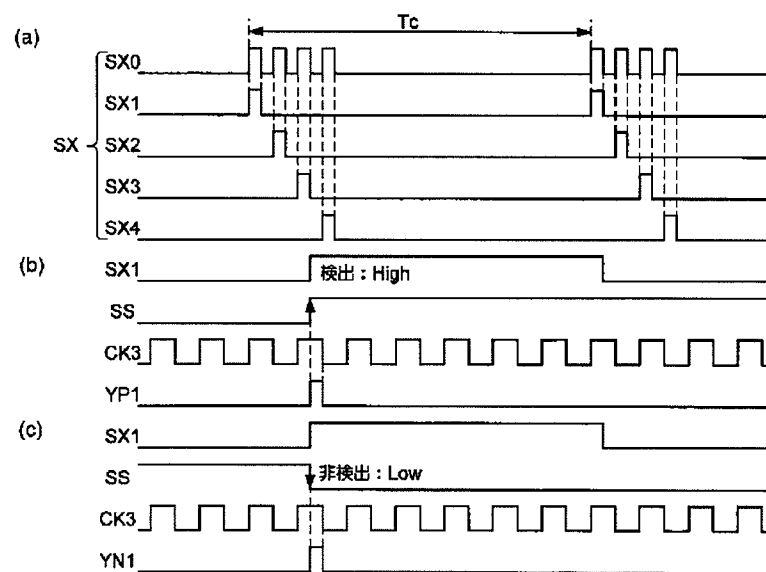 (a)
Tc
SX0
SX1
SX
SX2
SX3
SX4
(b)
SX1
検出：High
SS
CK3
YP1
(c)
SX1
SS
非検出：Low
CK3
YN1